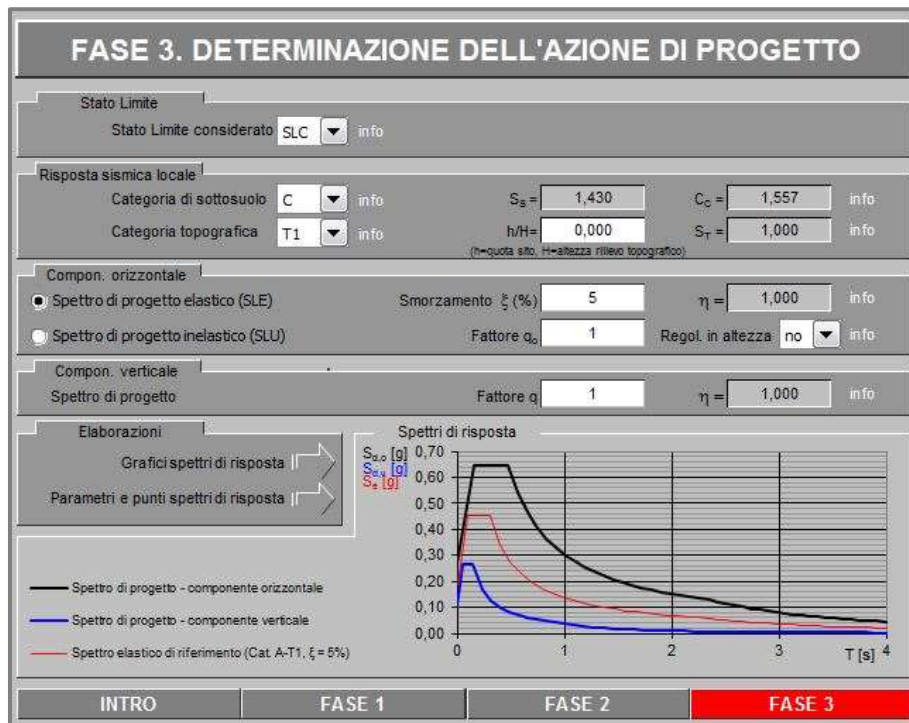 FASE 3. DETERMINAZIONE DELL'AZIONE DI PROGETTO
Stato Limite
Stato Limite considerato SLC info
Risposta sismica locale
Categoria di sottosuolo C info SS = 1,430 CC = 1,557 info
Categoria topografica T1 info h/H= 0,000 ST = 1,000 info
(h=quota sito, H=altezza rilievo topografico)
Compon. orizzontale
Spettro di progetto elastico (SLE) Smorzamento ξ (%) 5 η = 1,000 info
Spettro di progetto inelastico (SLU) Fattore qo 1 Regol. in altezza no info
Compon. verticale
Spettro di progetto Fattore q 1 η = 1,000 info
Elaborazioni
Grafici spettri di risposta
Parametri e punti spettri di risposta
Spettri di risposta
Sd,o [g]
Sd,v [g]
Se [g]
0,70
0,60
0,50
0,40
0,30
0,20
0,10
0,00
0 1 2 3 T [s] 4
Spettro di progetto - componente orizzontale
Spettro di progetto - componente verticale
Spettro elastico di riferimento (Cat. A-T1, ξ = 5%)
INTRO FASE 1 FASE 2 FASE 3